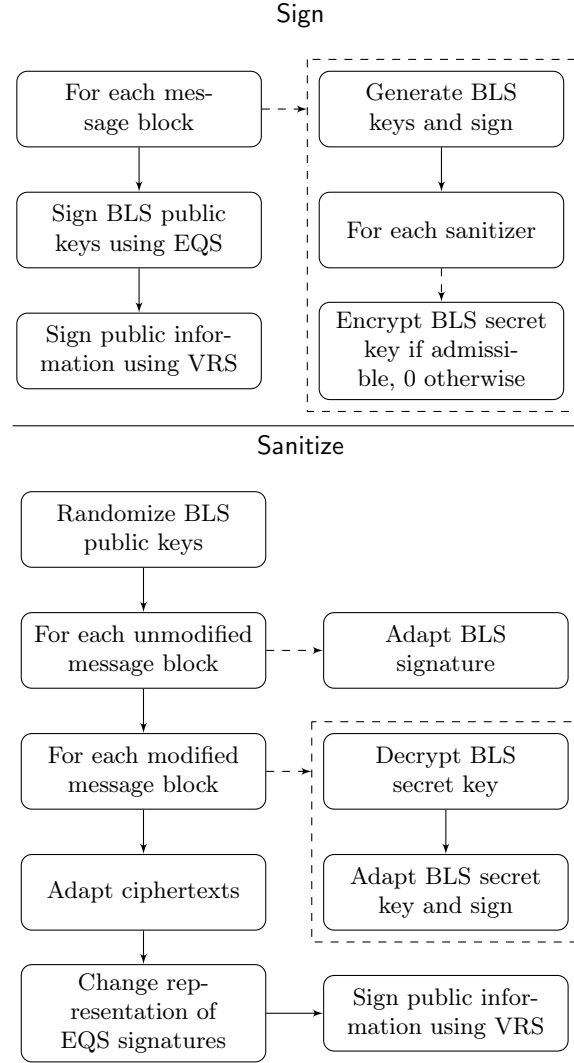 Sign
For each mes-
sage block
Generate BLS
keys and sign
Sign BLS public
keys using EQS
For each sanitizer
Sign public infor-
mation using VRS
Encrypt BLS secret
key if admissi-
ble, 0 otherwise
Sanitize
Randomize BLS
public keys
For each unmodified
message block
Adapt BLS
signature
For each modified
message block
Decrypt BLS
secret key
Adapt ciphertexts
Adapt BLS secret
key and sign
Change rep-
resentation of
EQS signatures
Sign public infor-
mation using VRS